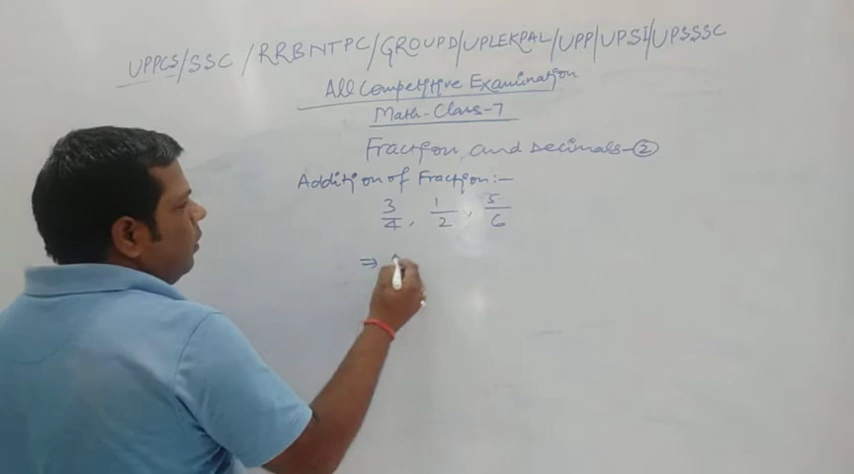 UPPCS/SSC/RRBNTPC/GROUPD/UPLEKPAL/UPP/UPSI/UPSSSC
All Competitive Examination
Math-Class-7
Fraction and Decimals-②
Addition of Fraction:-
3/4, 1/2, 5/6
⇒